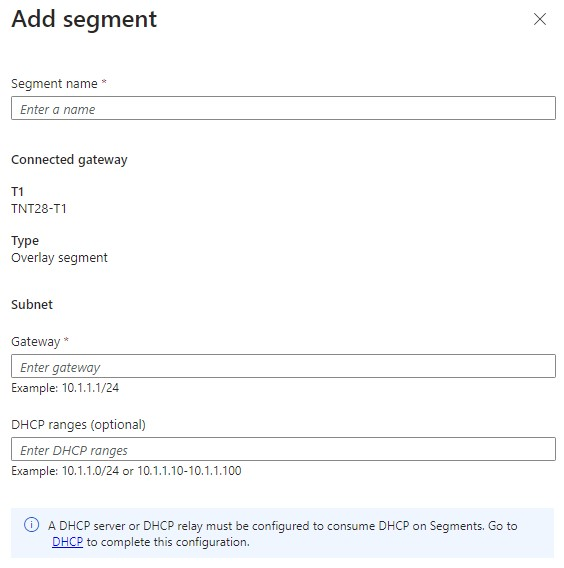 Add segment
Segment name *
Enter a name
Connected gateway
T1
TNT28-T1
Type
Overlay segment
Subnet
Gateway *
Enter gateway
Example: 10.1.1.1/24
DHCP ranges (optional)
Enter DHCP ranges
Example: 10.1.1.0/24 or 10.1.1.10-10.1.1.100
A DHCP server or DHCP relay must be configured to consume DHCP on Segments. Go to
DHCP to complete this configuration.